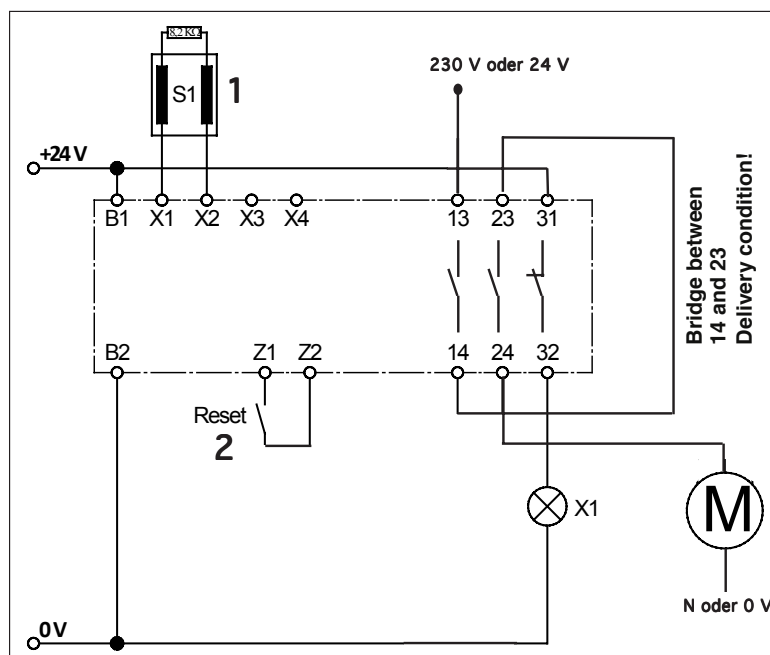 8,2 KΩ
S1
1
230 V oder 24 V
+24 V
B1 X1 X2 X3 X4 13 23 31
Bridge between
14 and 23
Delivery condition!
B2 Z1 Z2 14 24 32
Reset
2
X1
M
N oder 0 V
0 V